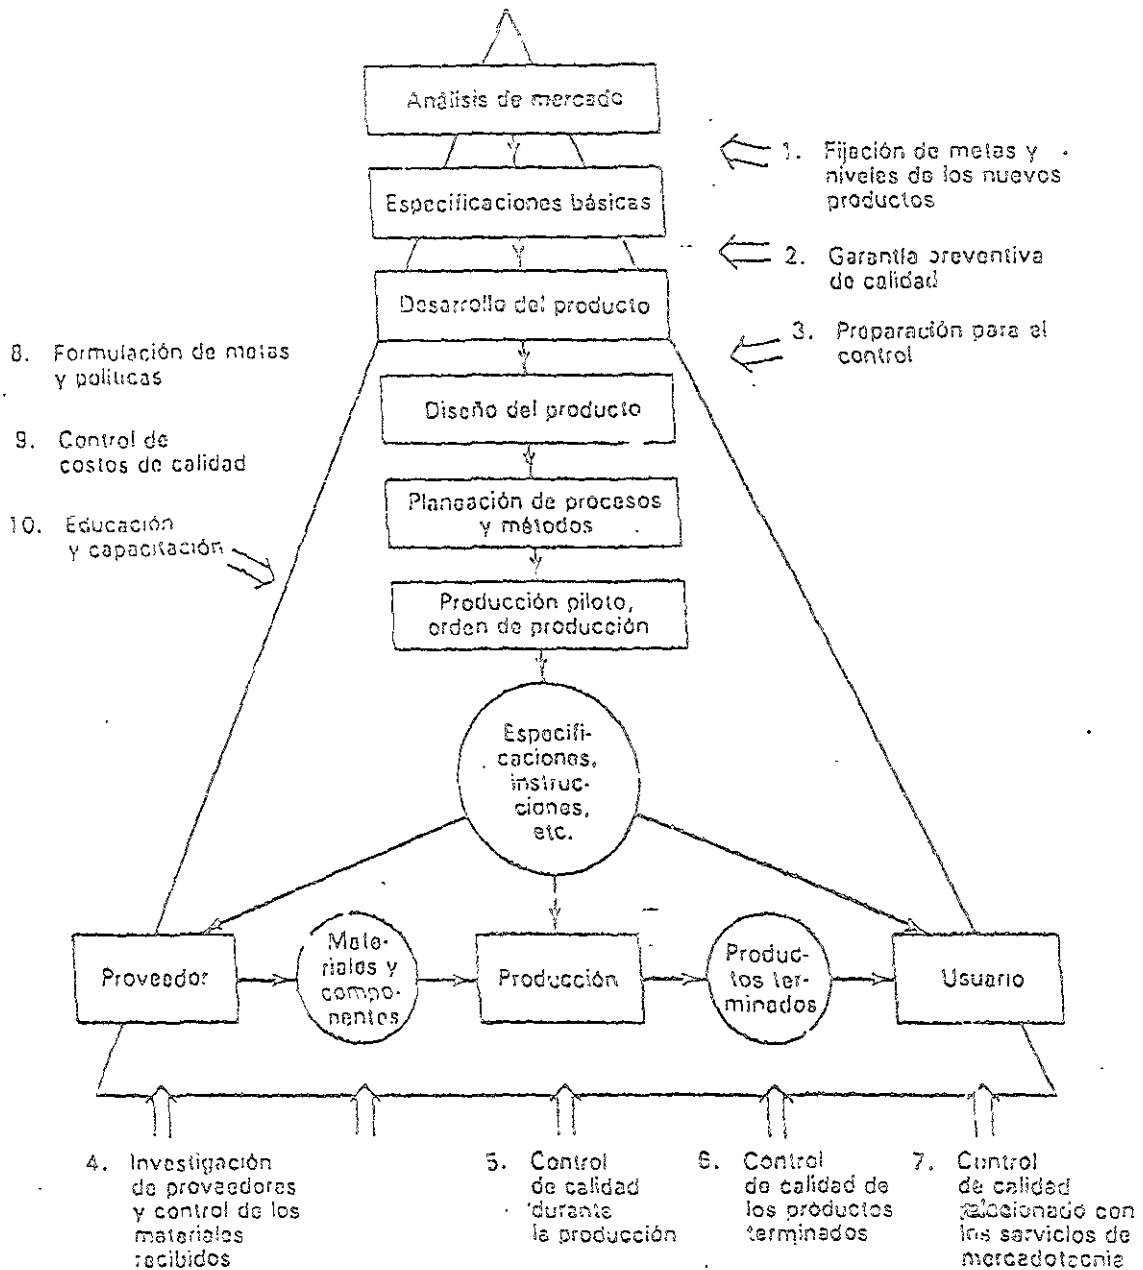 Análisis de mercado
Especificaciones básicas
Desarrollo del producto
Diseño del producto
Planeación de procesos
y métodos
Producción piloto,
orden de producción
Especifi-
caciones,
instruc-
ciones,
etc.
Proveedor
Mate-
riales y
compo-
nentes
Producción
Produc-
tos ter-
minados
Usuario
1. Fijación de metas y
niveles de los nuevos
productos
2. Garantía preventiva
de calidad
3. Preparación para el
control
8. Formulación de metas
y políticas
9. Control de
costos de calidad
10. Educación
y capacitación
4. Investigación
de proveedores
y control de los
materiales
recibidos
5. Control
de calidad
durante
la producción
6. Control
de calidad de
los productos
terminados
7. Control
de calidad
relacionado con
los servicios de
mercadotecnia